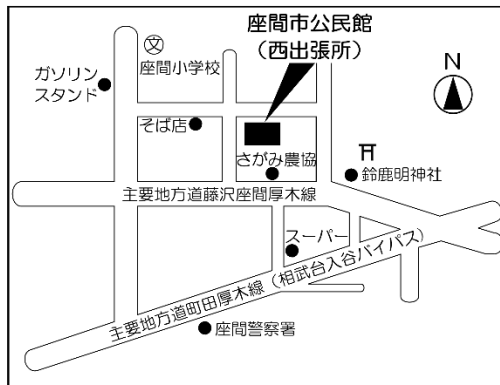 座間市公民館
（西出張所）
文
座間小学校
ガソリン
スタンド
N
そば店
さがみ農協
鈴鹿明神社
主要地方道藤沢座間厚木線
スーパー
主要地方道町田厚木線（相武台入谷バイパス）
座間警察署